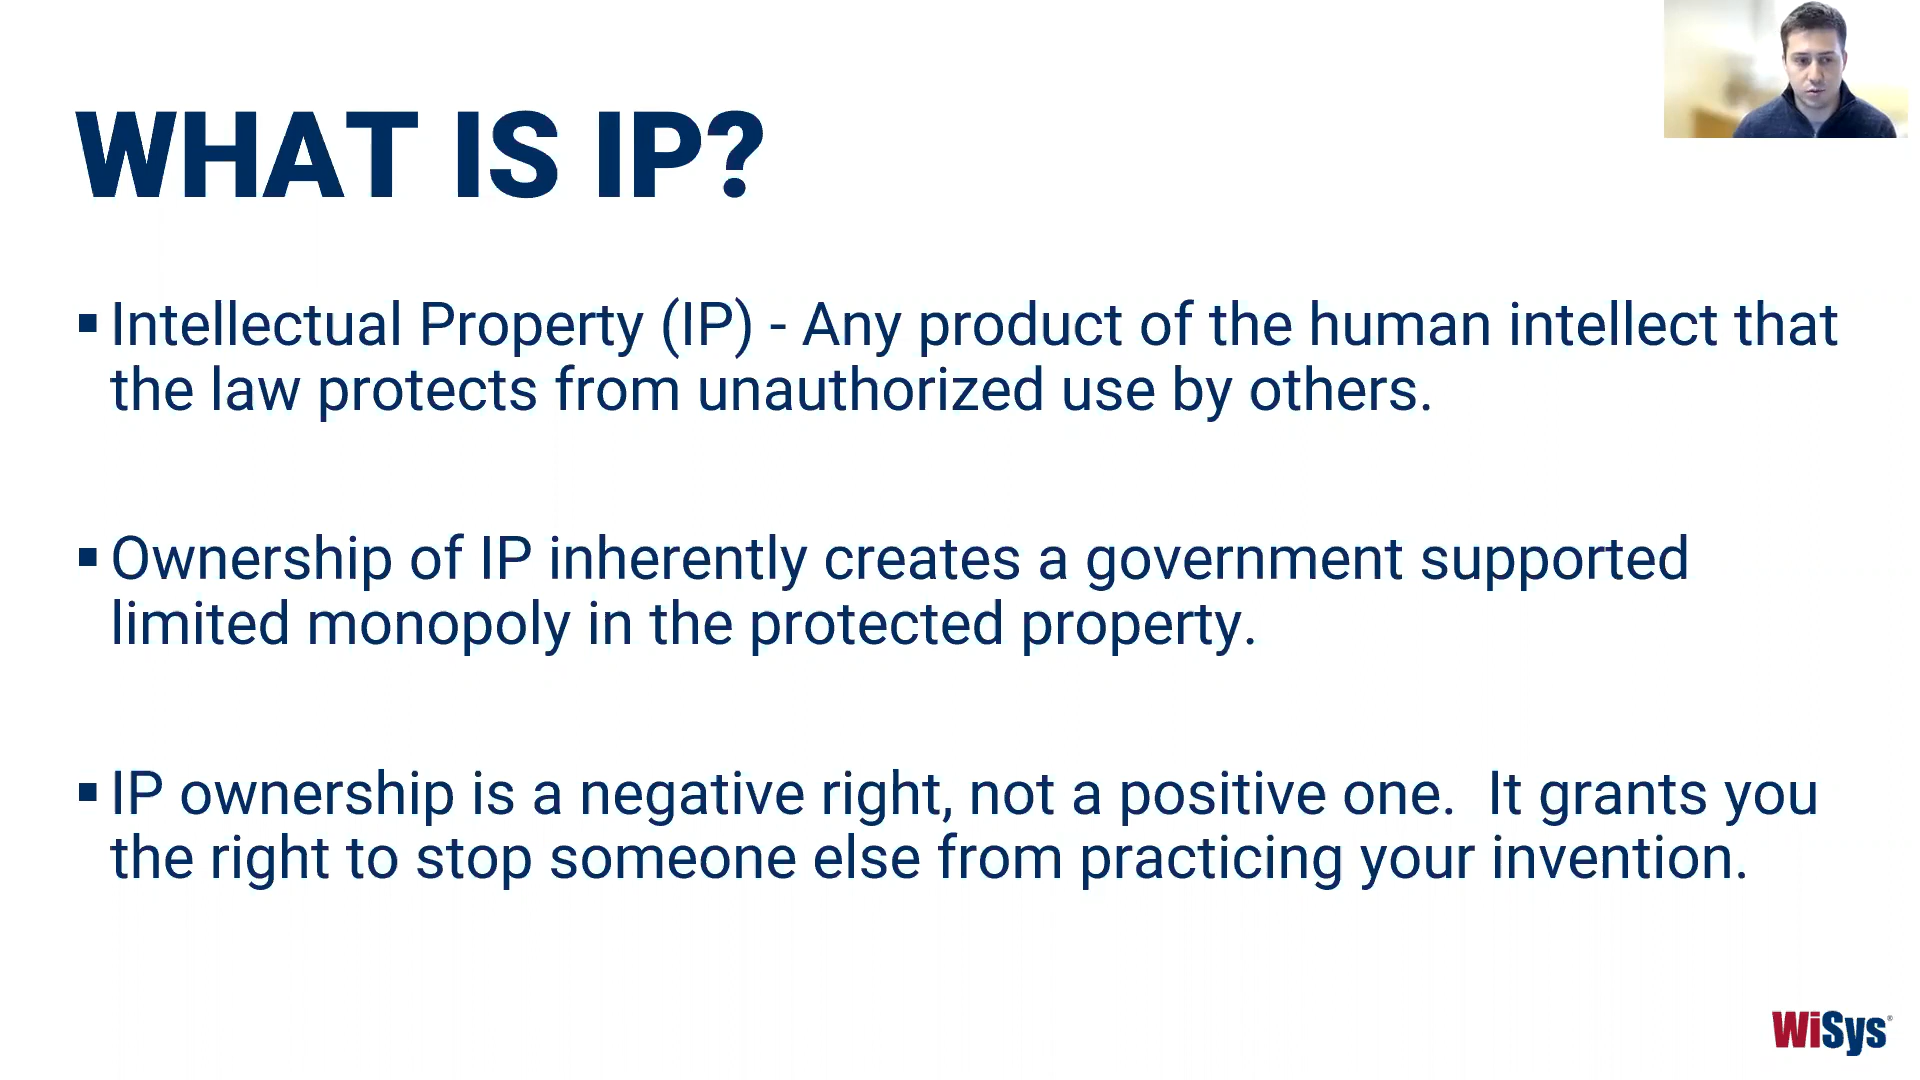 WHAT IS IP?
▪ Intellectual Property (IP) - Any product of the human intellect that
the law protects from unauthorized use by others.
▪ Ownership of IP inherently creates a government supported
limited monopoly in the protected property.
▪ IP ownership is a negative right, not a positive one.  It grants you
the right to stop someone else from practicing your invention.
WiSys®